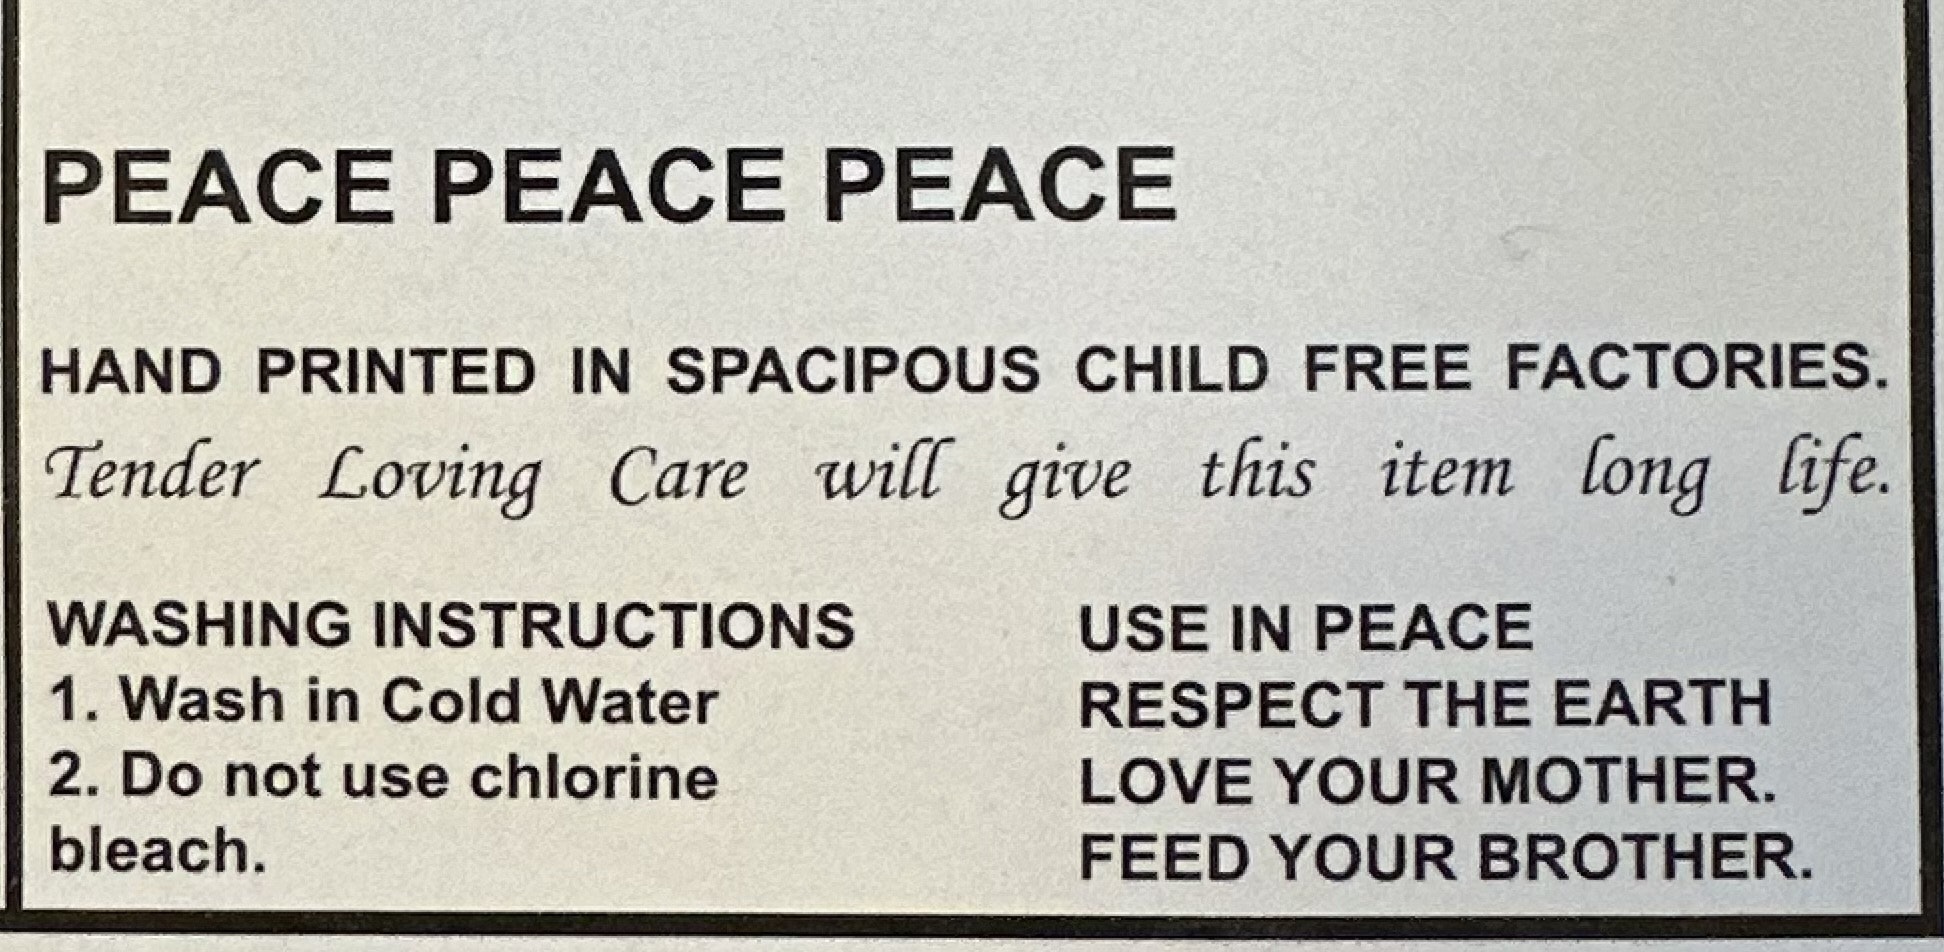 PEACE PEACE PEACE
HAND PRINTED IN SPACIPOUS CHILD FREE FACTORIES.
Tender Loving Care will give this item long life.
WASHING INSTRUCTIONS
1. Wash in Cold Water
2. Do not use chlorine
bleach.
USE IN PEACE
RESPECT THE EARTH
LOVE YOUR MOTHER.
FEED YOUR BROTHER.